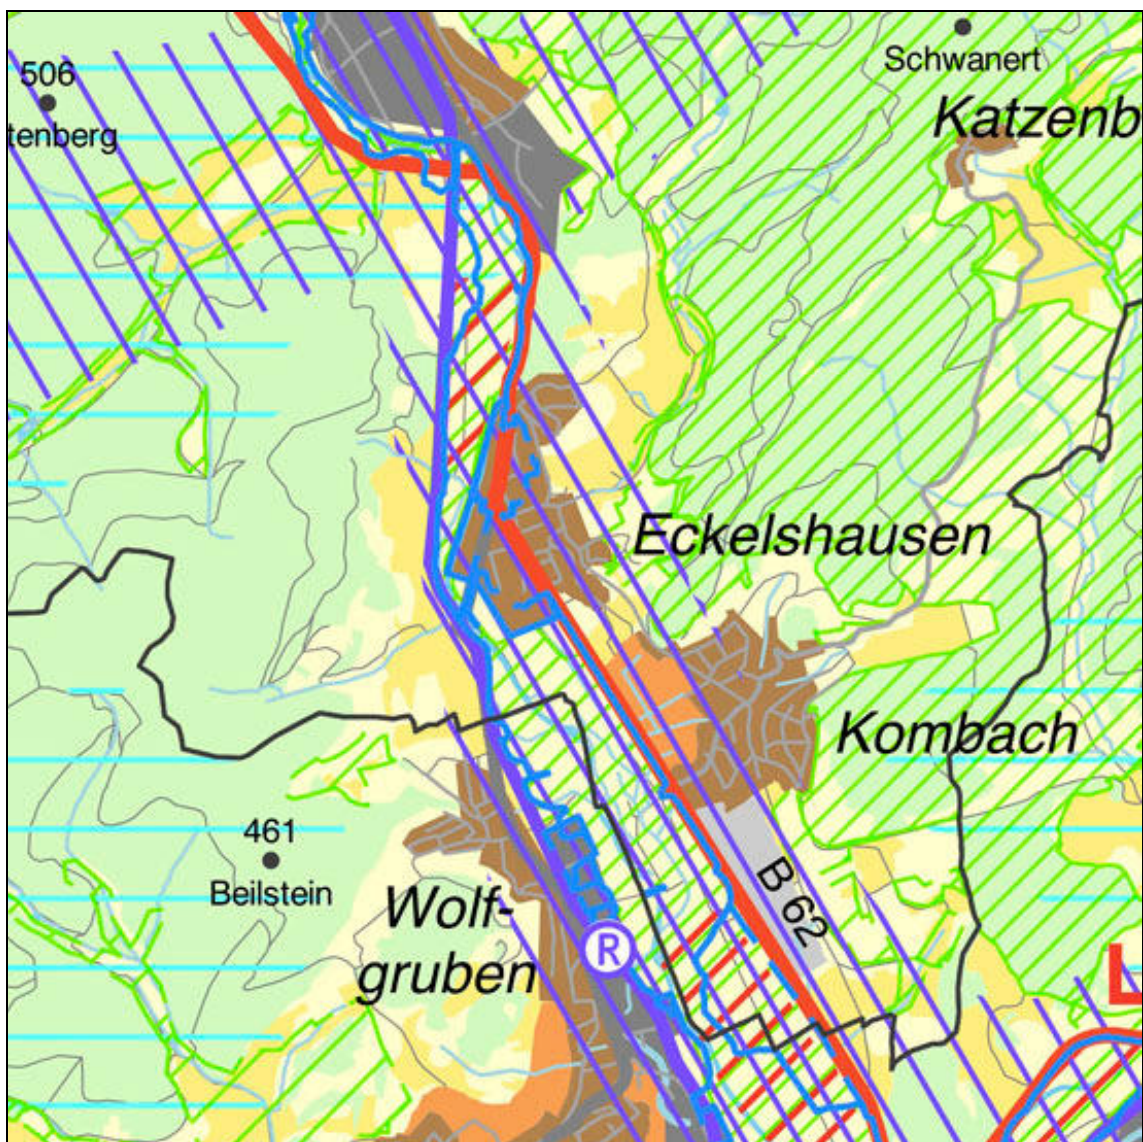 Schwanert
506
tenberg
Katzenb
Eckelshausen
Kombach
461
Beilstein
Wolf-
gruben
B 62
R
L